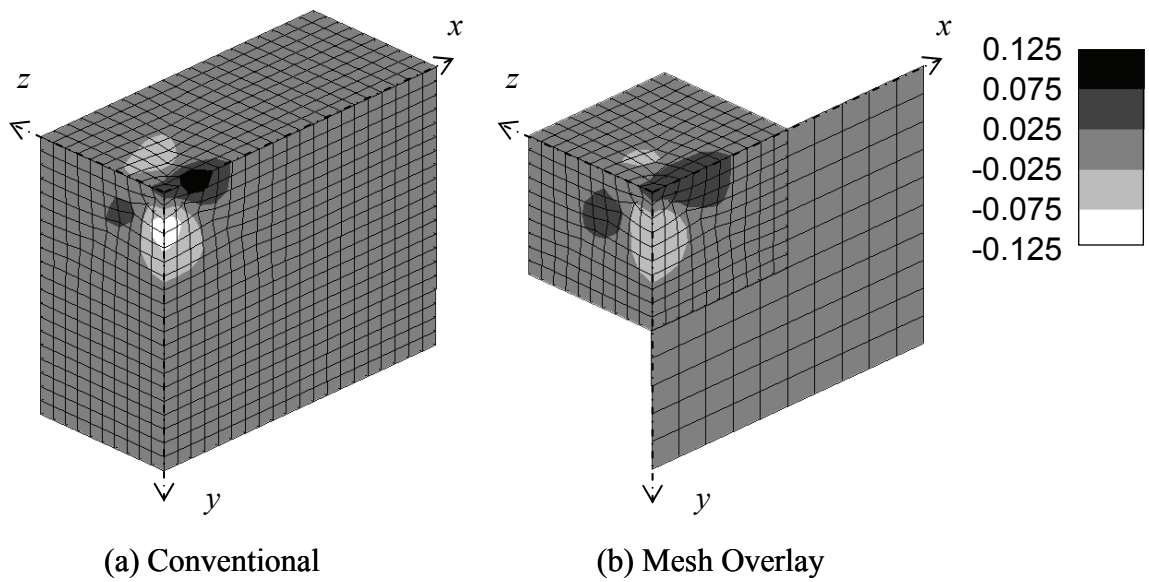 x
z
y
x
z
y
0.125
0.075
0.025
-0.025
-0.075
-0.125
(a) Conventional
(b) Mesh Overlay